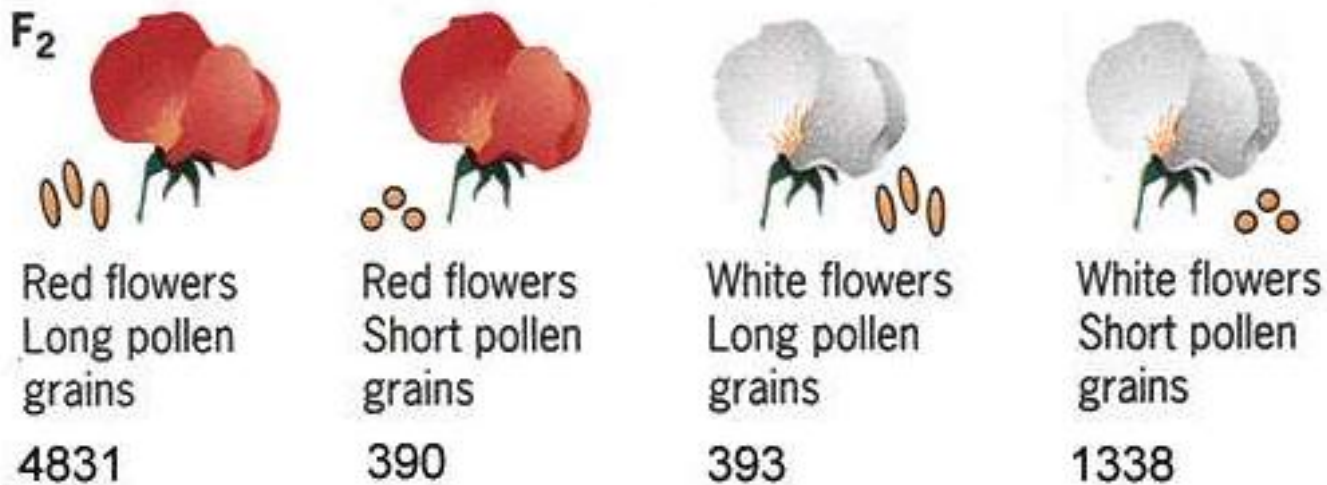 F2
Red flowers
Long pollen
grains
4831
Red flowers
Short pollen
grains
390
White flowers
Long pollen
grains
393
White flowers
Short pollen
grains
1338